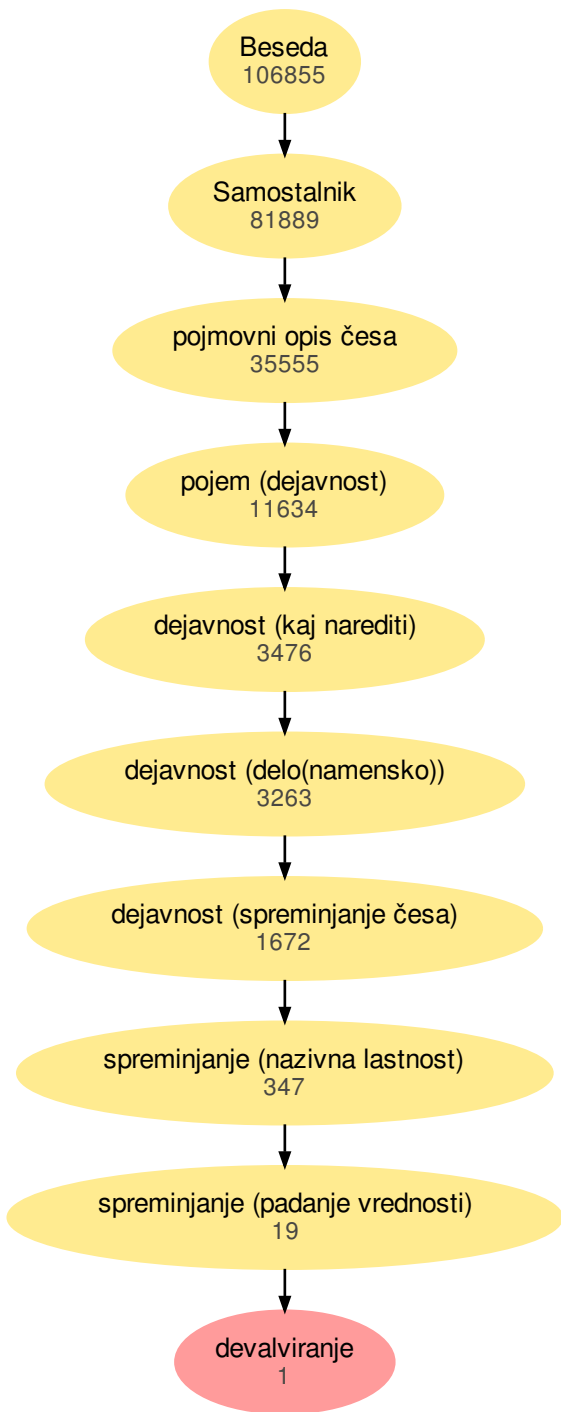 Beseda
106855
Samostalnik
81889
pojmovni opis česa
35555
pojem (dejavnost)
11634
dejavnost (kaj narediti)
3476
dejavnost (delo(namensko))
3263
dejavnost (spreminjanje česa)
1672
spreminjanje (nazivna lastnost)
347
spreminjanje (padanje vrednosti)
19
devalviranje
1